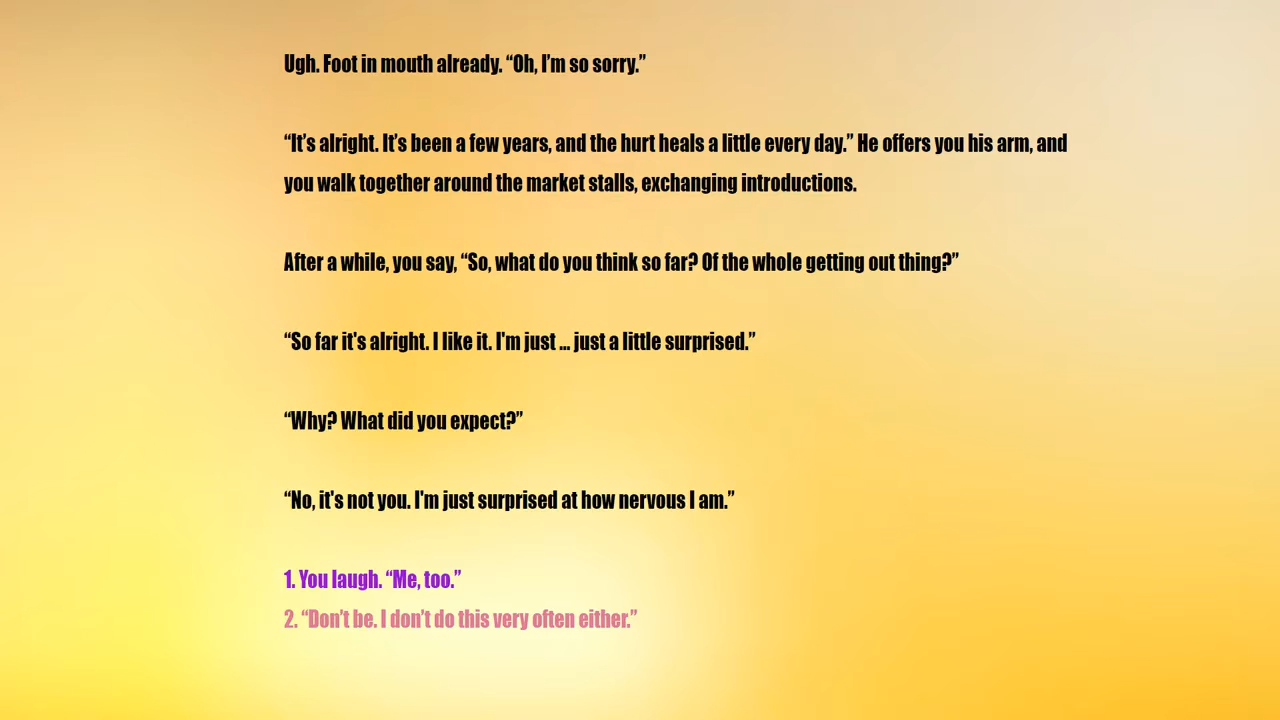 Ugh. Foot in mouth already. “Oh, I’m so sorry.”
“It’s alright. It’s been a few years, and the hurt heals a little every day.” He offers you his arm, and
you walk together around the market stalls, exchanging introductions.
After a while, you say, “So, what do you think so far? Of the whole getting out thing?”
“So far it's alright. I like it. I'm just ... just a little surprised.”
“Why? What did you expect?”
“No, it's not you. I'm just surprised at how nervous I am.”
1. You laugh. “Me, too.”
2. “Don’t be. I don’t do this very often either.”